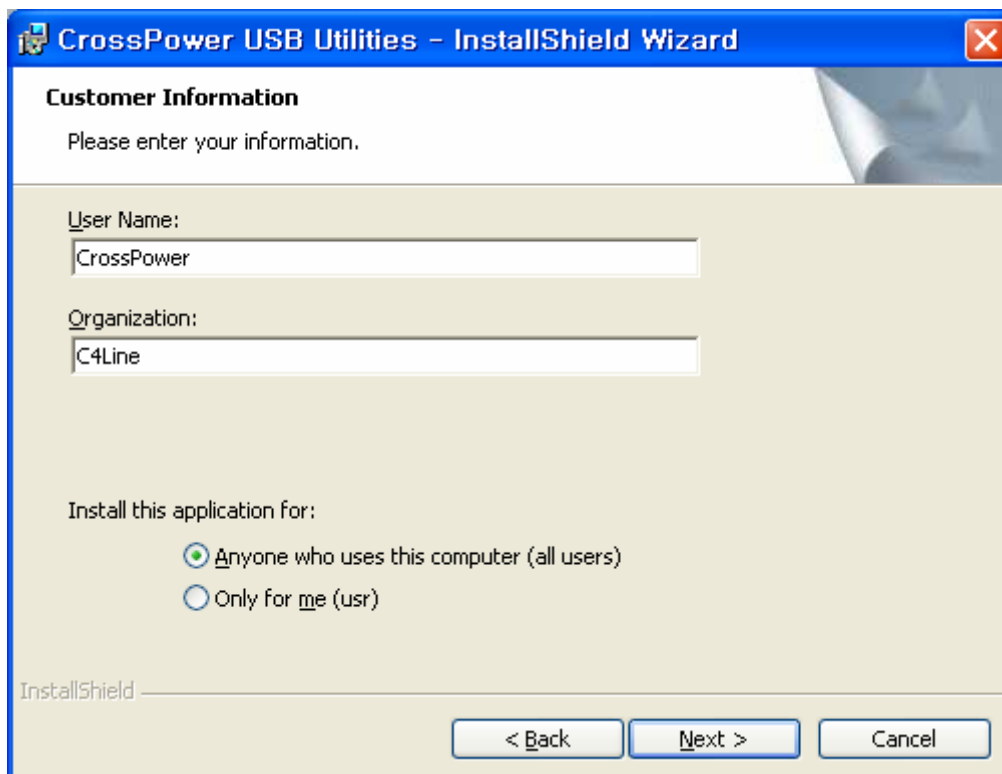 CrossPower USB Utilities - InstallShield Wizard
Customer Information
Please enter your information.
User Name:
CrossPower
Organization:
C4Line
Install this application for:
Anyone who uses this computer (all users)
Only for me (usr)
InstallShield
< Back Next > Cancel